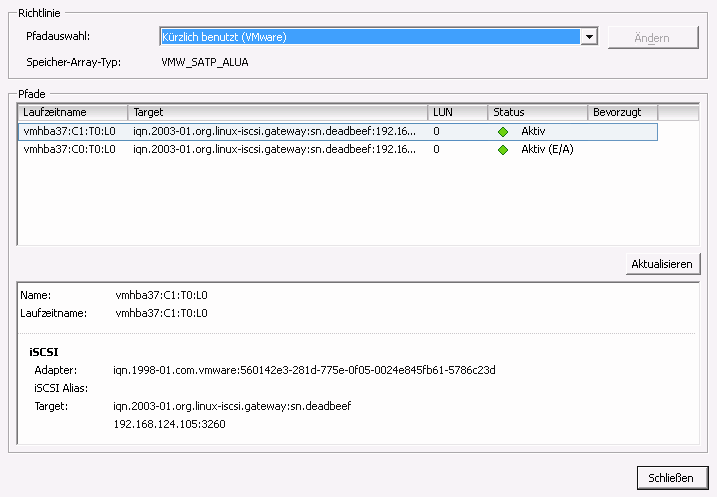 Richtlinie
Pfadauswahl: Kürzlich benutzt (VMware) Ändern
Speicher-Array-Typ: VMW_SATP_ALUA
Pfade
Laufzeitname Target LUN Status Bevorzugt
vmhba37:C1:T0:L0 iqn.2003-01.org.linux-iscsi.gateway:sn.deadbeef:192.16... 0 Aktiv
vmhba37:C0:T0:L0 iqn.2003-01.org.linux-iscsi.gateway:sn.deadbeef:192.16... 0 Aktiv (E/A)
Aktualisieren
Name: vmhba37:C1:T0:L0
Laufzeitname: vmhba37:C1:T0:L0
iSCSI
Adapter: iqn.1998-01.com.vmware:560142e3-281d-775e-0f05-0024e845fb61-5786c23d
iSCSI Alias:
Target: iqn.2003-01.org.linux-iscsi.gateway:sn.deadbeef
192.168.124.105:3260
Schließen